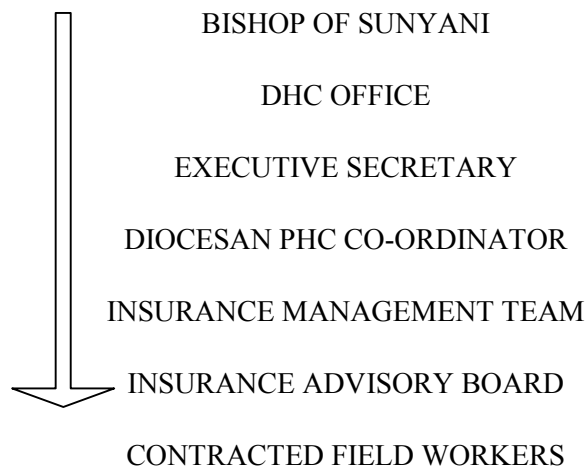 BISHOP OF SUNYANI
DHC OFFICE
EXECUTIVE SECRETARY
DIOCESAN PHC CO-ORDINATOR
INSURANCE MANAGEMENT TEAM
INSURANCE ADVISORY BOARD
CONTRACTED FIELD WORKERS